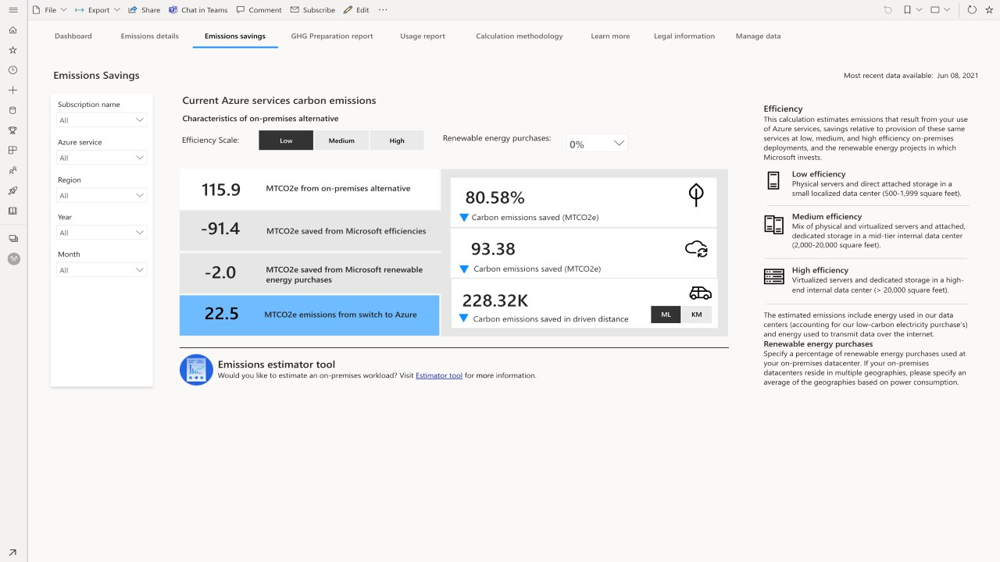 File
Export
Share
Chat in Teams
Comment
Subscribe
Edit
Dashboard
Emissions details
Emissions savings
GHG Preparation report
Usage report
Calculation methodology
Learn more
Legal information
Manage data
Emissions Savings
Most recent data available: Jun 08, 2021
Subscription name
All
Azure service
All
Region
All
Year
All
Month
All
Current Azure services carbon emissions
Characteristics of on-premises alternative
Efficiency Scale:
Low
Medium
High
Renewable energy purchases:
0%
115.9
MTCO2e from on-premises alternative
-91.4
MTCO2e saved from Microsoft efficiencies
-2.0
MTCO2e saved from Microsoft renewable
energy purchases
22.5
MTCO2e emissions from switch to Azure
80.58%
Carbon emissions saved (MTCO2e)
93.38
Carbon emissions saved (MTCO2e)
228.32K
Carbon emissions saved in driven distance
ML
KM
Emissions estimator tool
Would you like to estimate an on-premises workload? Visit Estimator tool for more information.
Efficiency
This calculation estimates emissions that result from your use
of Azure services, savings relative to provision of these same
services at low, medium, and high efficiency on-premises
deployments, and the renewable energy projects in which
Microsoft invests.
Low efficiency
Physical servers and direct attached storage in a
small localized data center (500-1,999 square feet).
Medium efficiency
Mix of physical and virtualized servers and attached,
dedicated storage in a mid-tier internal data center
(2,000-20,000 square feet).
High efficiency
Virtualized servers and dedicated storage in a high-
end internal data center (> 20,000 square feet).
The estimated emissions include energy used in our data
centers (accounting for our low-carbon electricity purchase's)
and energy used to transmit data over the internet.
Renewable energy purchases
Specify a percentage of renewable energy purchases used at
your on-premises datacenter. If your on-premises
datacenters reside in multiple geographies, please specify an
average of the geographies based on power consumption.